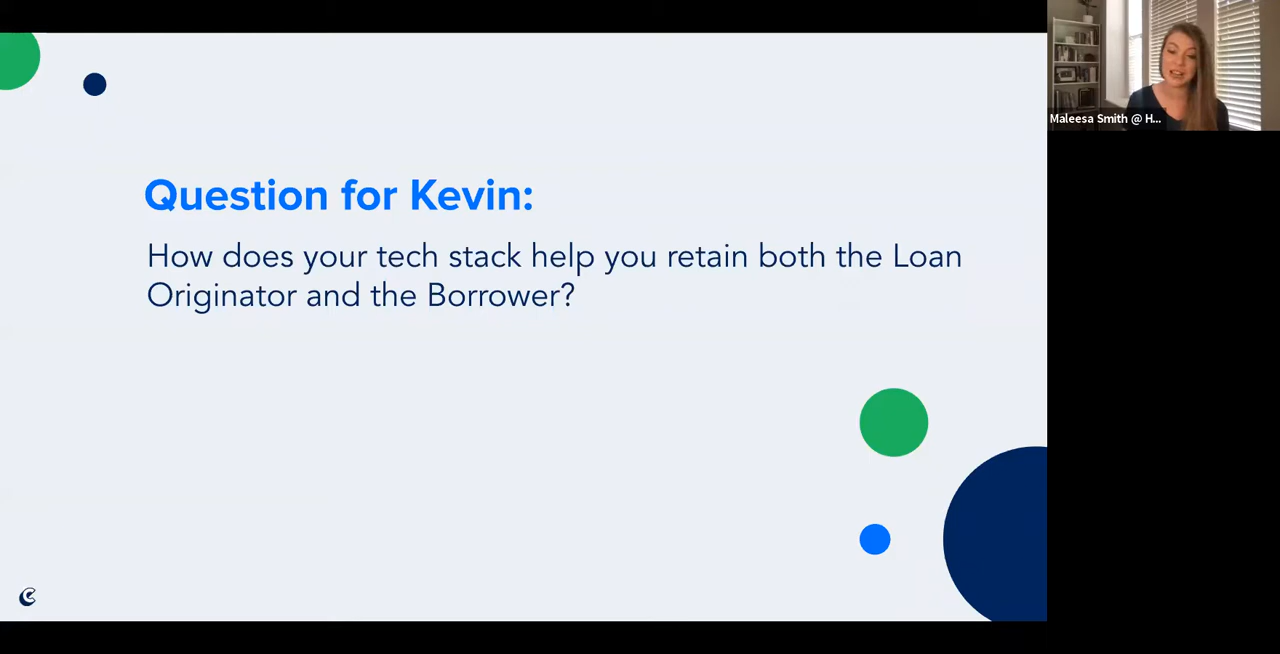 Question for Kevin:
How does your tech stack help you retain both the Loan
Originator and the Borrower?
Maleesa Smith @ H...